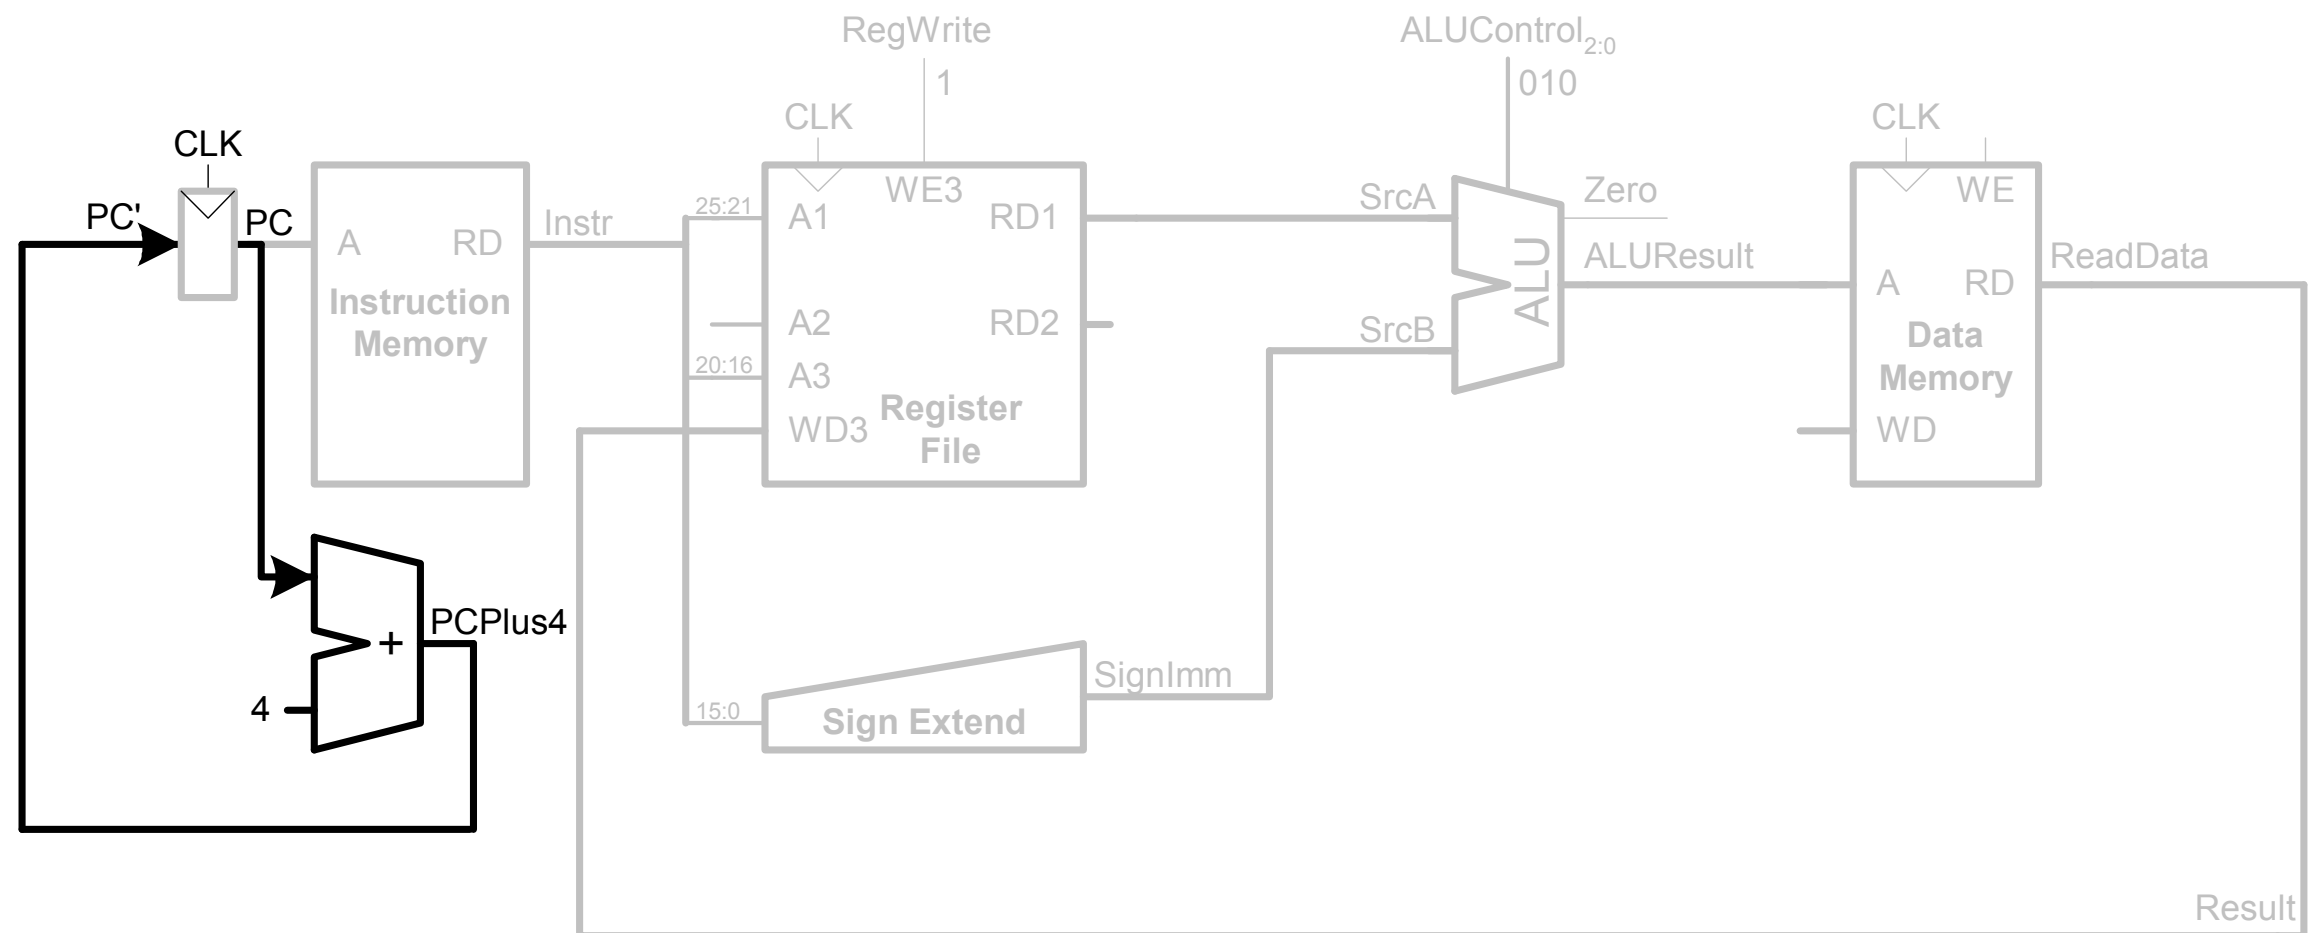 RegWrite
1
ALUControl2:0
010
CLK
CLK
CLK
PC'
PC
A
RD
Instruction
Memory
Instr
25:21
20:16
15:0
A1
A2
A3
WD3
WE3
RD1
RD2
Register
File
SrcA
SrcB
ALU
Zero
ALUResult
WE
A
RD
Data
Memory
WD
ReadData
+
PCPlus4
4
Sign Extend
SignImm
Result